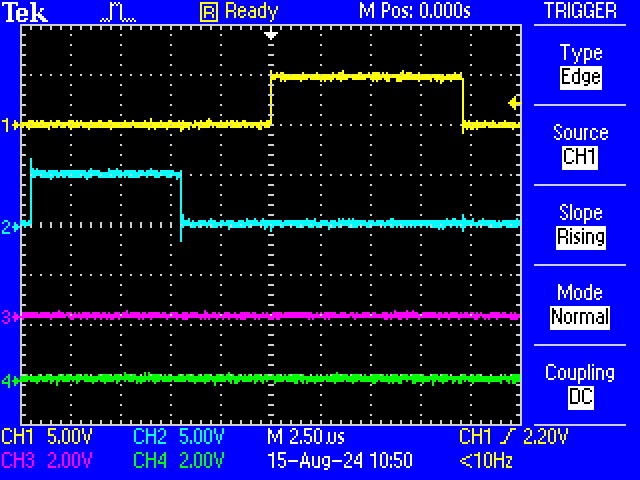 Tek R Ready M Pos: 0.000s TRIGGER
Type
Edge
Source
CH1
Slope
Rising
Mode
Normal
Coupling
DC
1
2
3
4
CH1 5.00V CH2 5.00V M 2.50µs CH1 2.20V
CH3 2.00V CH4 2.00V 15-Aug-24 10:50 <10Hz